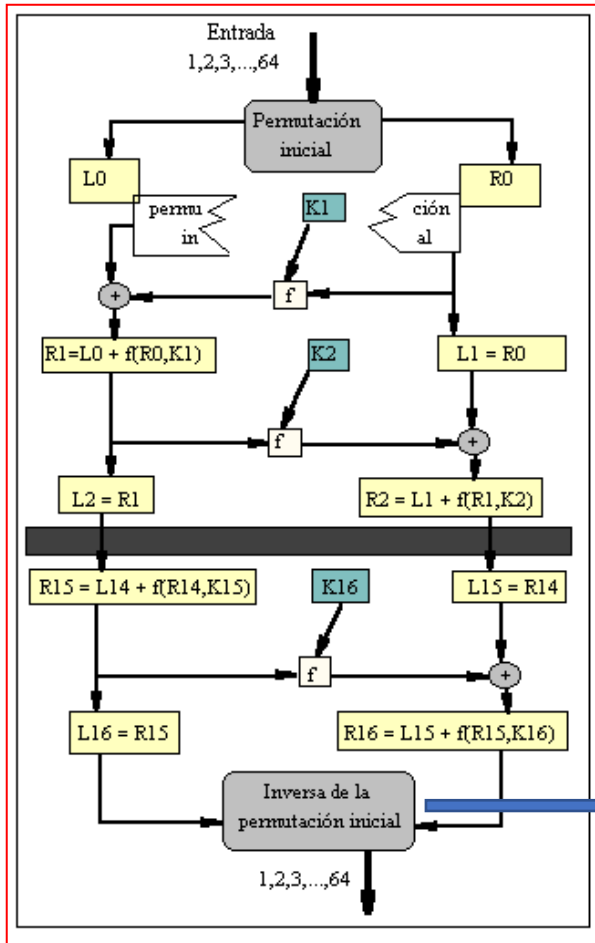 Entrada
1,2,3,...,64
Permutación
inicial
L0
R0
permu
in
K1
ción
al
f
+
R1=L0 + f(R0,K1)
K2
L1 = R0
f
+
L2 = R1
R2 = L1 + f(R1,K2)
R15 = L14 + f(R14,K15)
K16
L15 = R14
f
+
L16 = R15
R16 = L15 + f(R15,K16)
Inversa de la
permutación inicial
1,2,3,...,64